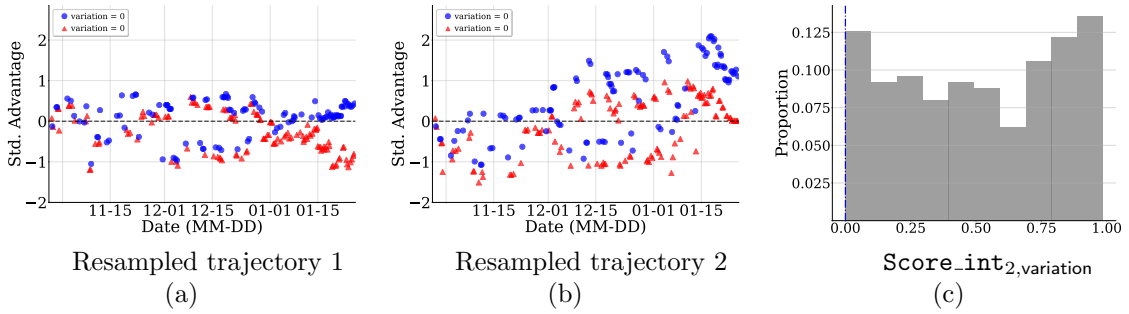 variation = 0
variation = 0
2
1
0
−1
−2
Std. Advantage
11-15
12-01
12-15
01-01
01-15
Date (MM-DD)
Resampled trajectory 1
(a)
variation = 0
variation = 0
2
1
0
−1
−2
Std. Advantage
11-15
12-01
12-15
01-01
01-15
Date (MM-DD)
Resampled trajectory 2
(b)
0.125
0.100
0.075
0.050
0.025
Proportion
0.00
0.25
0.50
0.75
1.00
Score_int2,variation
(c)